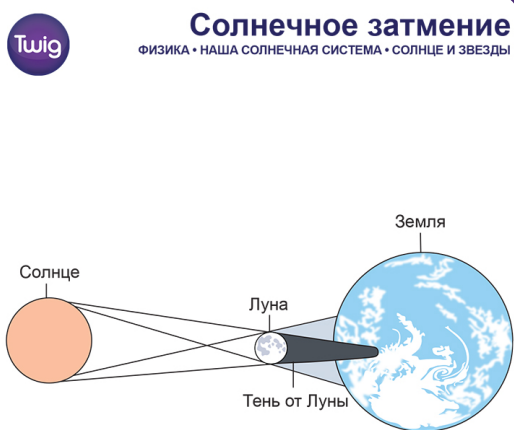 Twig
Солнечное затмение
ФИЗИКА • НАША СОЛНЕЧНАЯ СИСТЕМА • СОЛНЦЕ И ЗВЕЗДЫ
Земля
Солнце
Луна
Тень от Луны